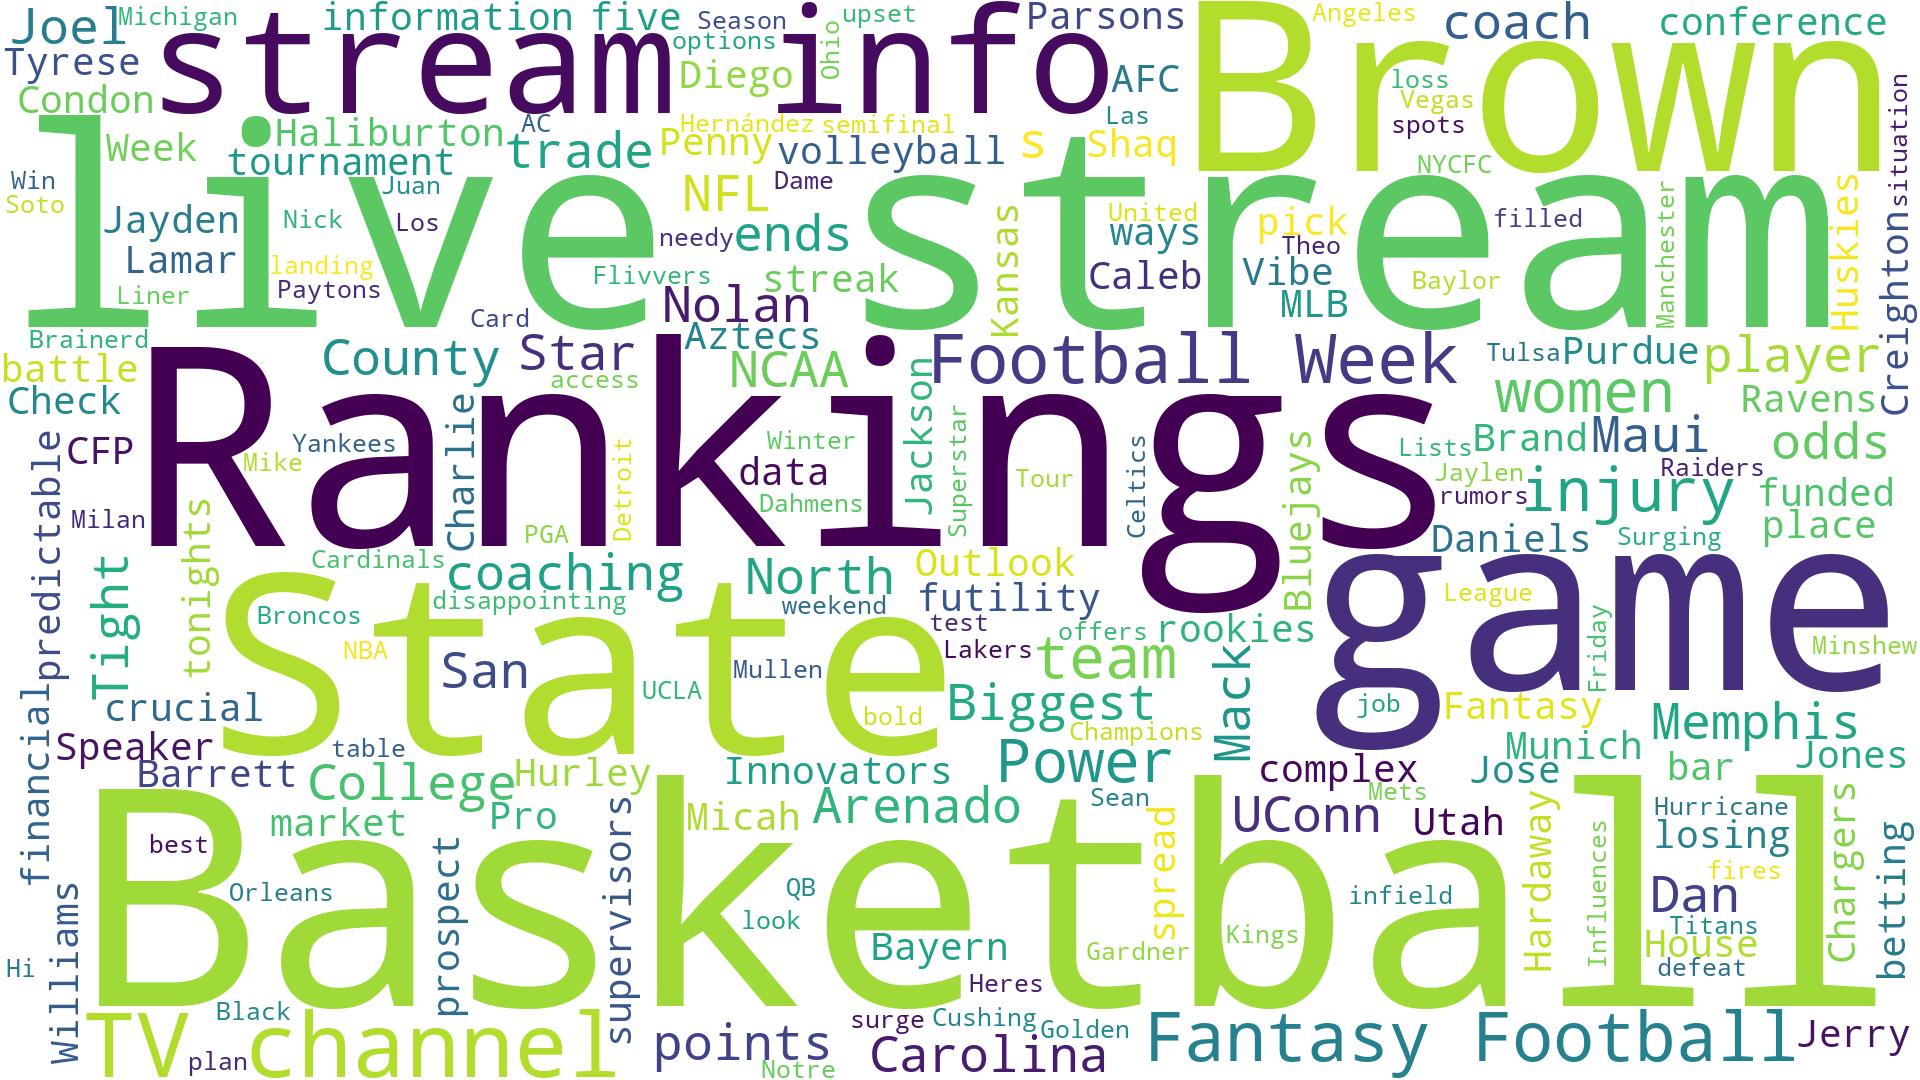 Joel
Michigan
information
five
Season
upset
Parsons
Angeles
coach
conference
Tyrese
stream info
options
Ohio
Diego
AFC
Brown
loss
Vegas
spots
Condon
Las
Week
Haliburton
AC
Hernández
semifinal
tournament
trade
Penny
volleyball
s
Shaq
NYCFC
situation
Win
Soto
Juan
NFL
Dame
live stream
Jayden
Nick
Los
needy
ends
Kansas
United
ways
pick
Theo
filled
Manchester
Huskies
Creighton
Lamar
landing
Paytons
Flivvers
streak
Caleb
Vibe
Baylor
Liner
Nolan
MLB
Card
Brainerd
Aztecs
County
Star
access
NCAA
Jackson
Football Week
Tulsa
Purdue
player
battle
Check
women
Ravens
Rankings
Charlie
CFP
Mike
Yankees
Detroit
Winter
data
Dahmens
Superstar
Tour
Celtics
Bluejays
Lists
Brand
Maui
odds
Jaylen
Raiders
rumors
injury
funded
place
predictable
Milan
tonights
PGA
Daniels
Surging
Tight
Cardinals
coaching
North
Outlook
game
Broncos
disappointing
weekend
futility
test
offers
rookies
League
Friday
Minshew
State
NBA
San
UCLA
Mullen
Lakers
team
Mack
financial
crucial
bold
Biggest
job
Fantasy
Memphis
Speaker
table
Champions
Power
Munich
Jones
Barrett
College
Hurley
Innovators
complex
Jose
bar
market
Pro
supervisors
Micah
Arenado
Sean
spread
UConn
Mets
Utah
Hardaway
Influences
Hurricane
losing
Chargers
betting
Basketball
best
prospect
Orleans
QB
look
infield
fires
Dan
Titans
House
defeat
Williams
Bayern
Gardner
Kings
Hi
Heres
Black
TV channel
plan
points
surge
Cushing
Golden
Carolina
Notre
Fantasy Football
Jerry